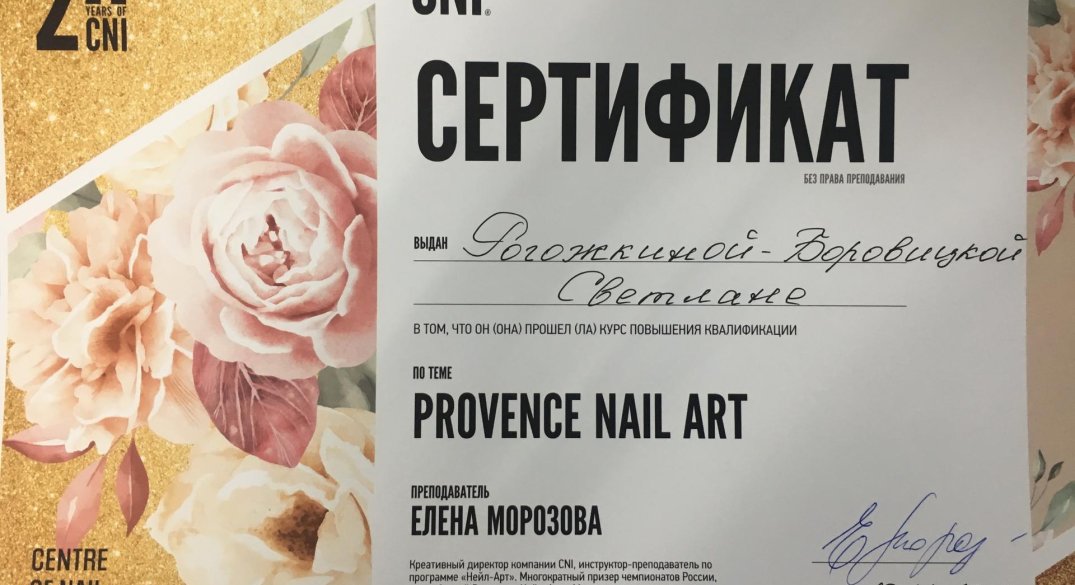 YEARS OF
CNI
CNI®
СЕРТИФИКАТ
БЕЗ ПРАВА ПРЕПОДАВАНИЯ
ВЫДАН Рогожкиной-Боровицкой
Светлане
В ТОМ, ЧТО ОН (ОНА) ПРОШЕЛ (ЛА) КУРС ПОВЫШЕНИЯ КВАЛИФИКАЦИИ
ПО ТЕМЕ
PROVENCE NAIL ART
ПРЕПОДАВАТЕЛЬ
ЕЛЕНА МОРОЗОВА
Креативный директор компании CNI, инструктор-преподаватель по
программе «Нейл-Арт». Многократный призер чемпионатов России,
CENTRE
OF NAIL